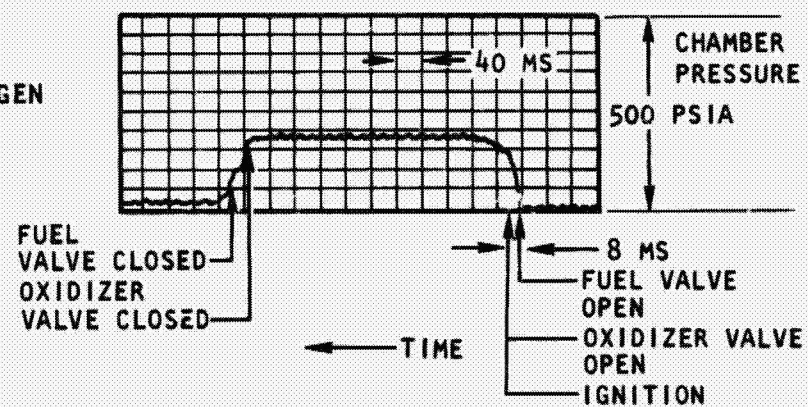 GEN
40 MS
CHAMBER
PRESSURE
500 PSIA
FUEL
VALVE CLOSED
OXIDIZER
VALVE CLOSED
TIME
8 MS
FUEL VALVE
OPEN
OXIDIZER VALVE
OPEN
IGNITION